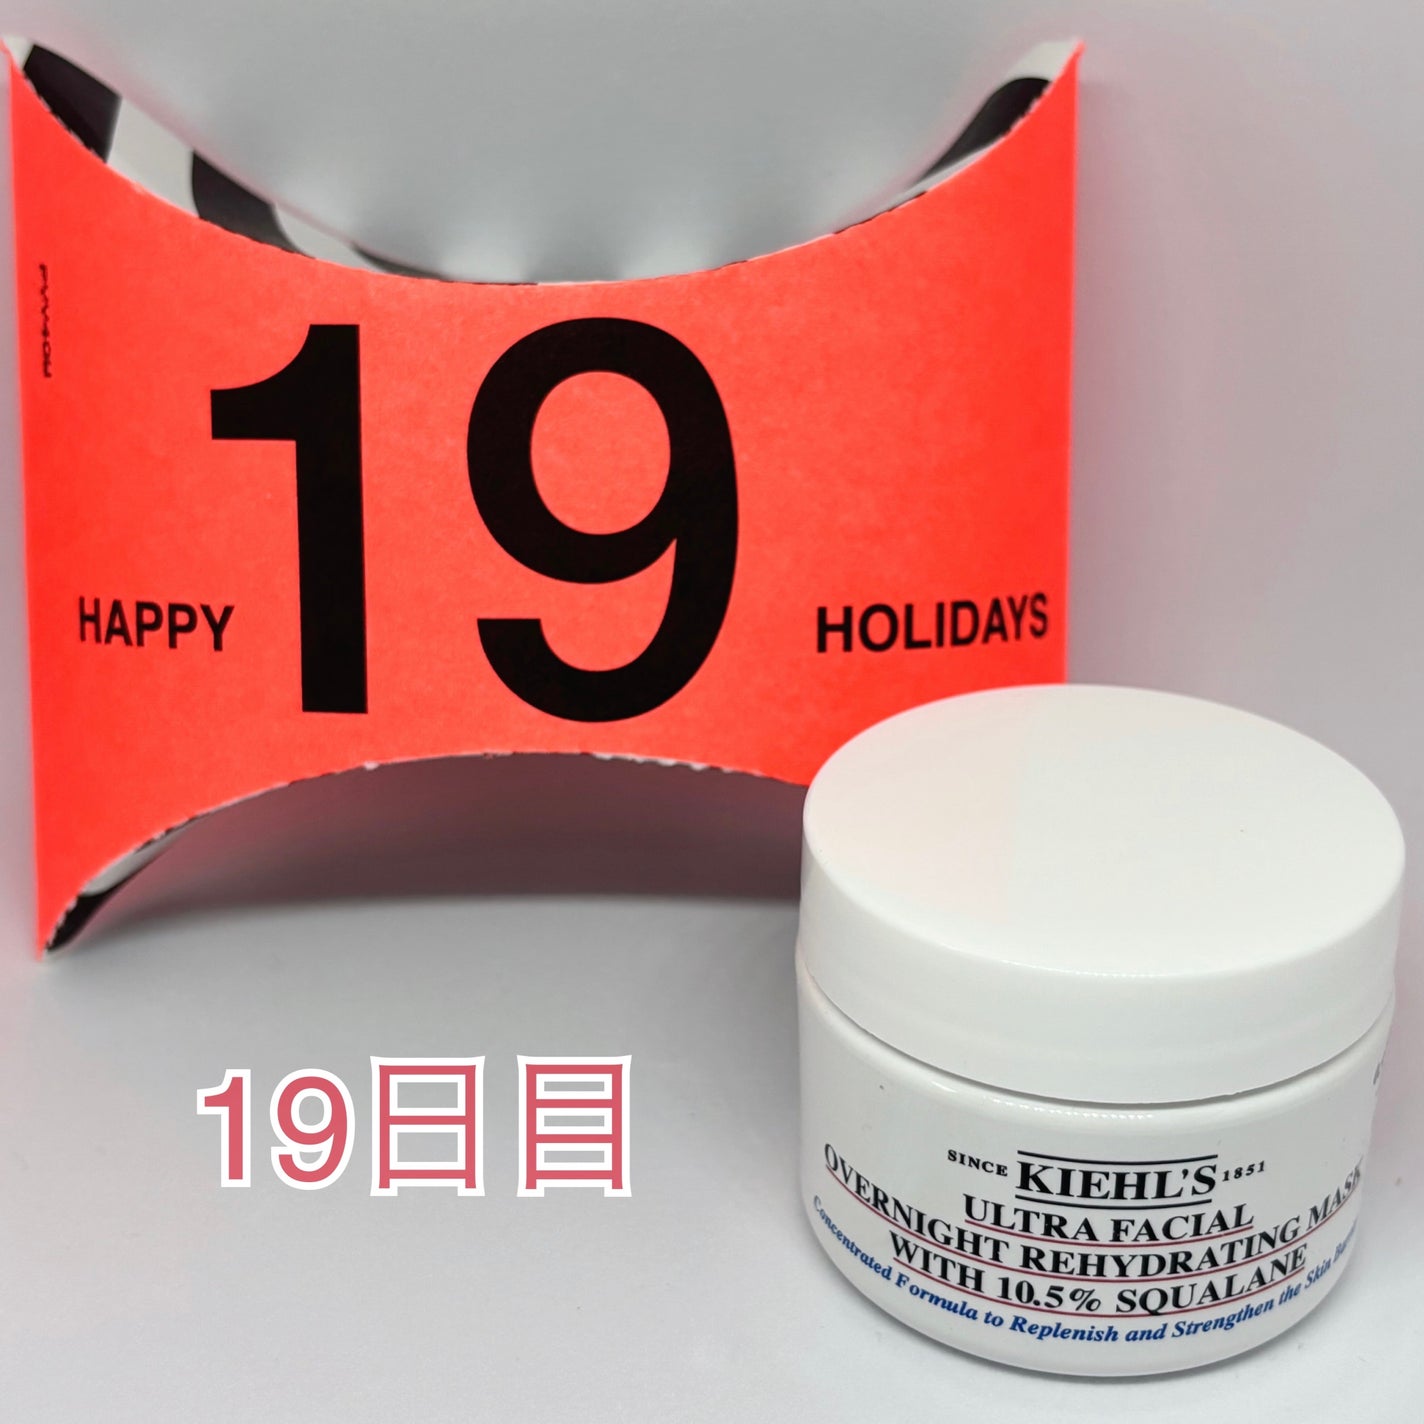 19
HAPPY HOLIDAYS
19日目
SINCE KIEHL'S 1851
ULTRA FACIAL
OVERNIGHT REHYDRATING MASK
WITH 10.5% SQUALANE
Concentrated Formula to Replenish and Strengthen the Skin